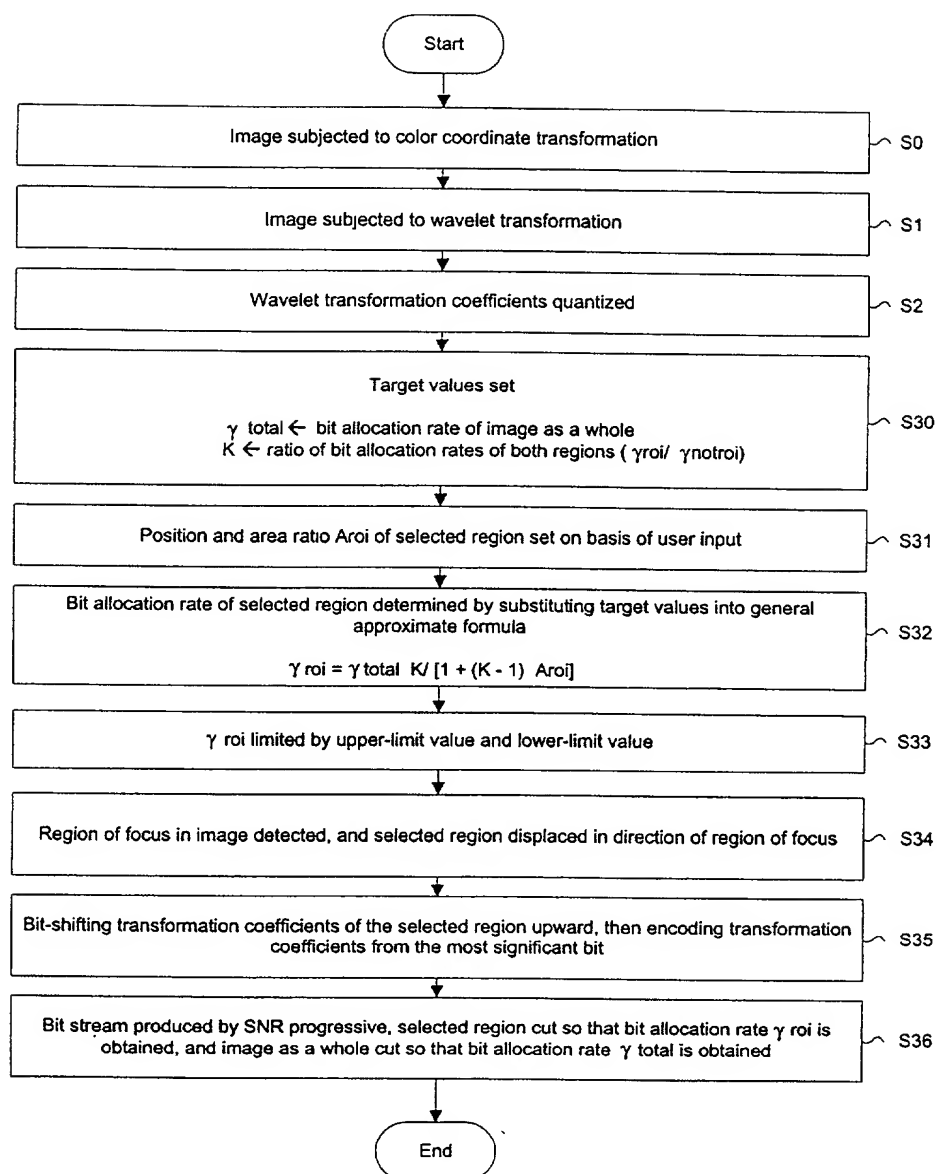 Start
Image subjected to color coordinate transformation
S0
Image subjected to wavelet transformation
S1
Wavelet transformation coefficients quantized
S2
Target values set
γ total ← bit allocation rate of image as a whole
K ← ratio of bit allocation rates of both regions ( γroi/ γnotroi)
S30
Position and area ratio Aroi of selected region set on basis of user input
S31
Bit allocation rate of selected region determined by substituting target values into general
approximate formula
γ roi = γ total K/ [1 + (K - 1) Aroi]
S32
γ roi limited by upper-limit value and lower-limit value
S33
Region of focus in image detected, and selected region displaced in direction of region of focus
S34
Bit-shifting transformation coefficients of the selected region upward, then encoding transformation
coefficients from the most significant bit
S35
Bit stream produced by SNR progressive, selected region cut so that bit allocation rate γ roi is
obtained, and image as a whole cut so that bit allocation rate γ total is obtained
S36
End